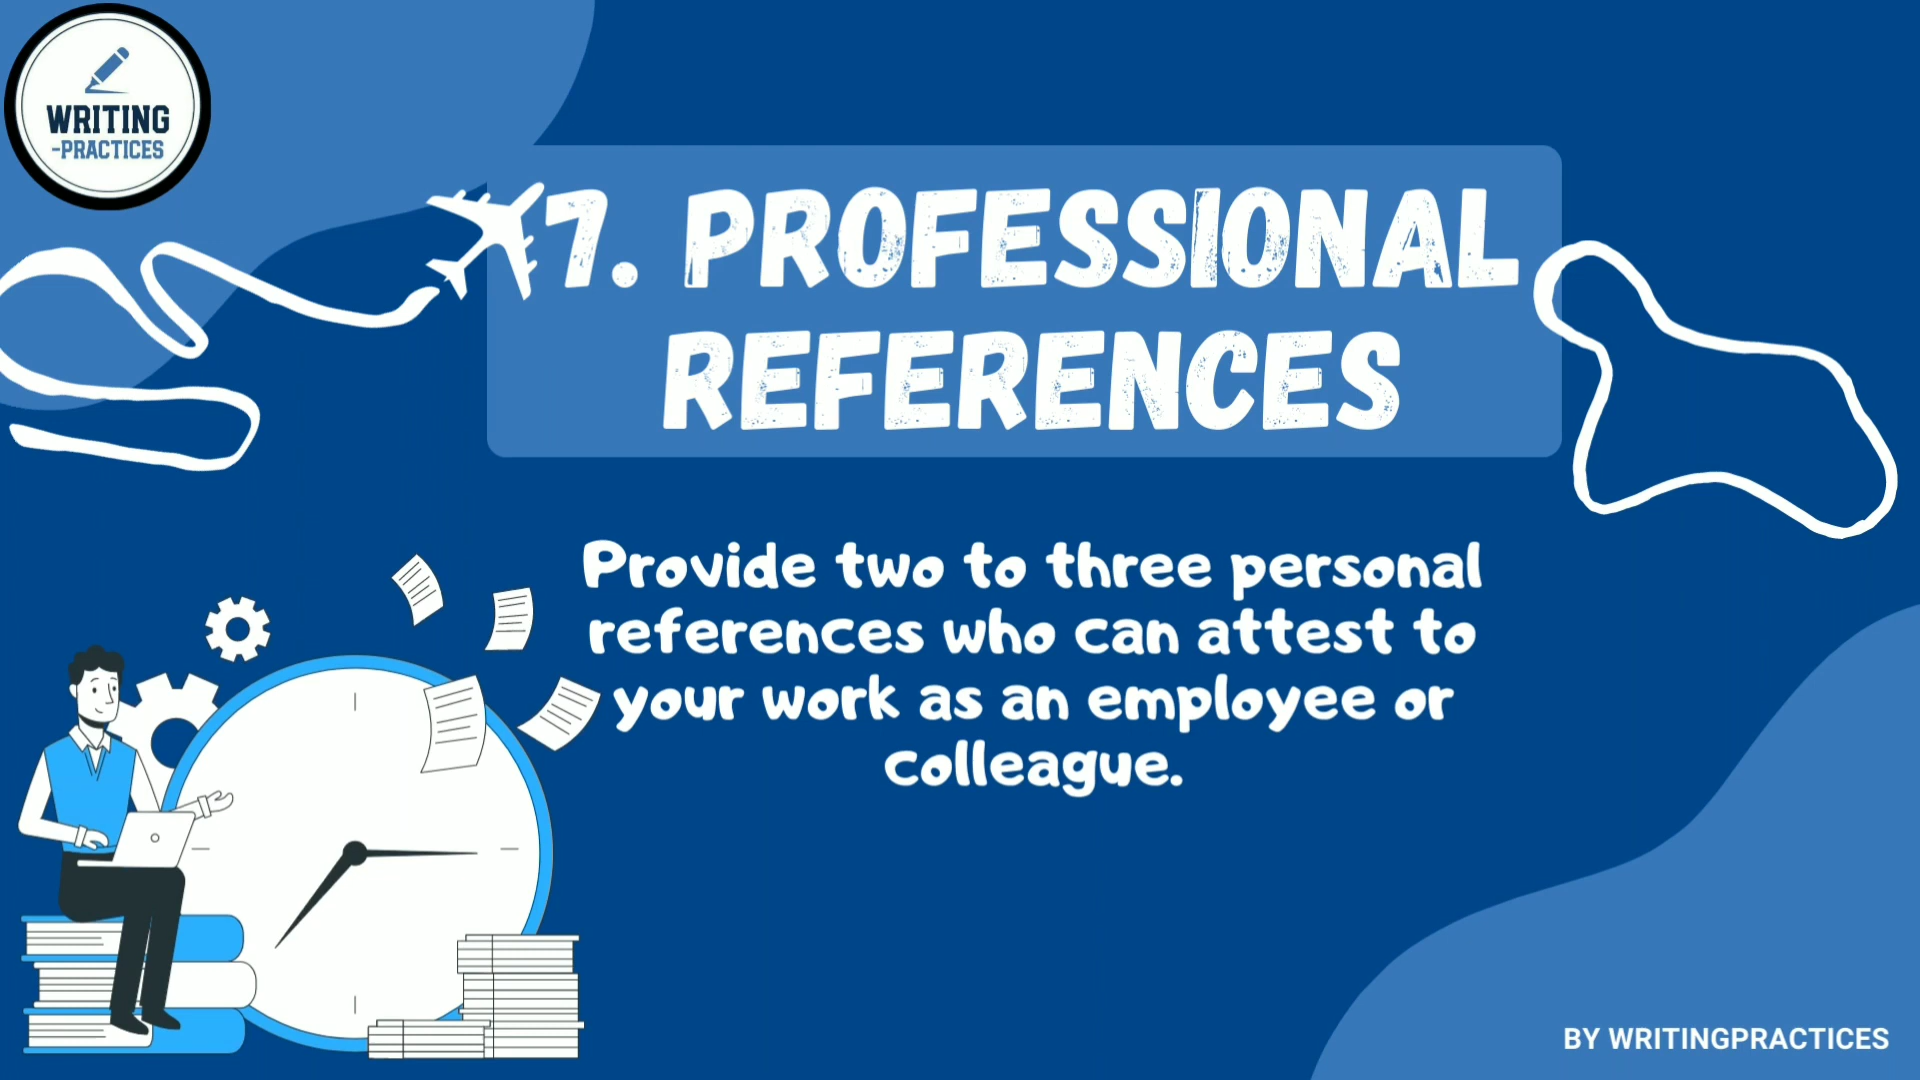 WRITING
-PRACTICES
7. PROFESSIONAL
REFERENCES
Provide two to three personal
references who can attest to
your work as an employee or
colleague.
BY WRITINGPRACTICES